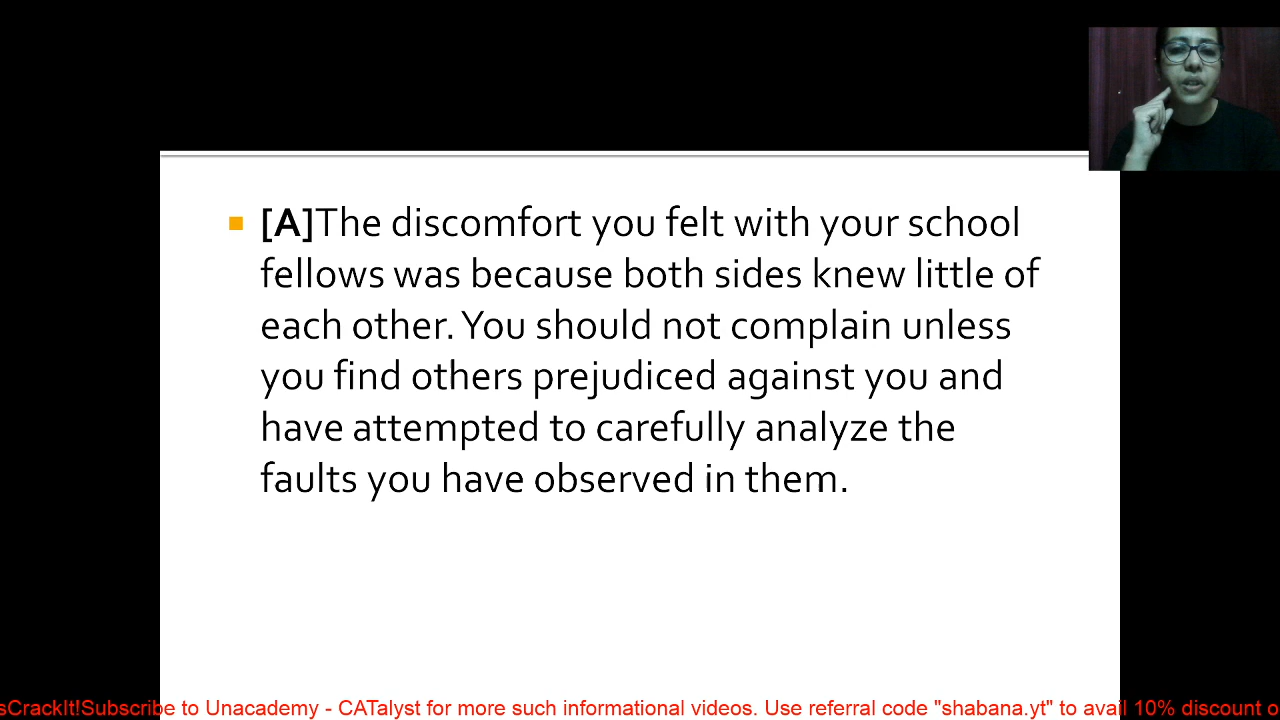 [A]The discomfort you felt with your school
fellows was because both sides knew little of
each other. You should not complain unless
you find others prejudiced against you and
have attempted to carefully analyze the
faults you have observed in them.
sCrackIt!Subscribe to Unacademy - CATalyst for more such informational videos. Use referral code "shabana.yt" to avail 10% discount o